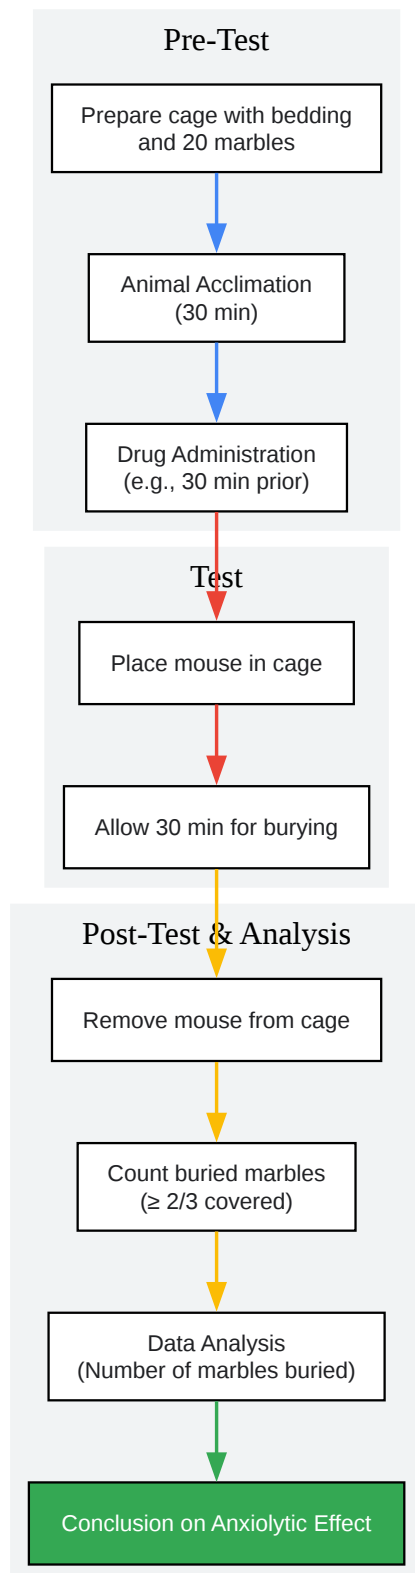 Pre-Test
Prepare cage with bedding
and 20 marbles
Animal Acclimation
(30 min)
Drug Administration
(e.g., 30 min prior)
Test
Place mouse in cage
Allow 30 min for burying
Post-Test & Analysis
Remove mouse from cage
Count buried marbles
(≥ 2/3 covered)
Data Analysis
(Number of marbles buried)
Conclusion on Anxiolytic Effect